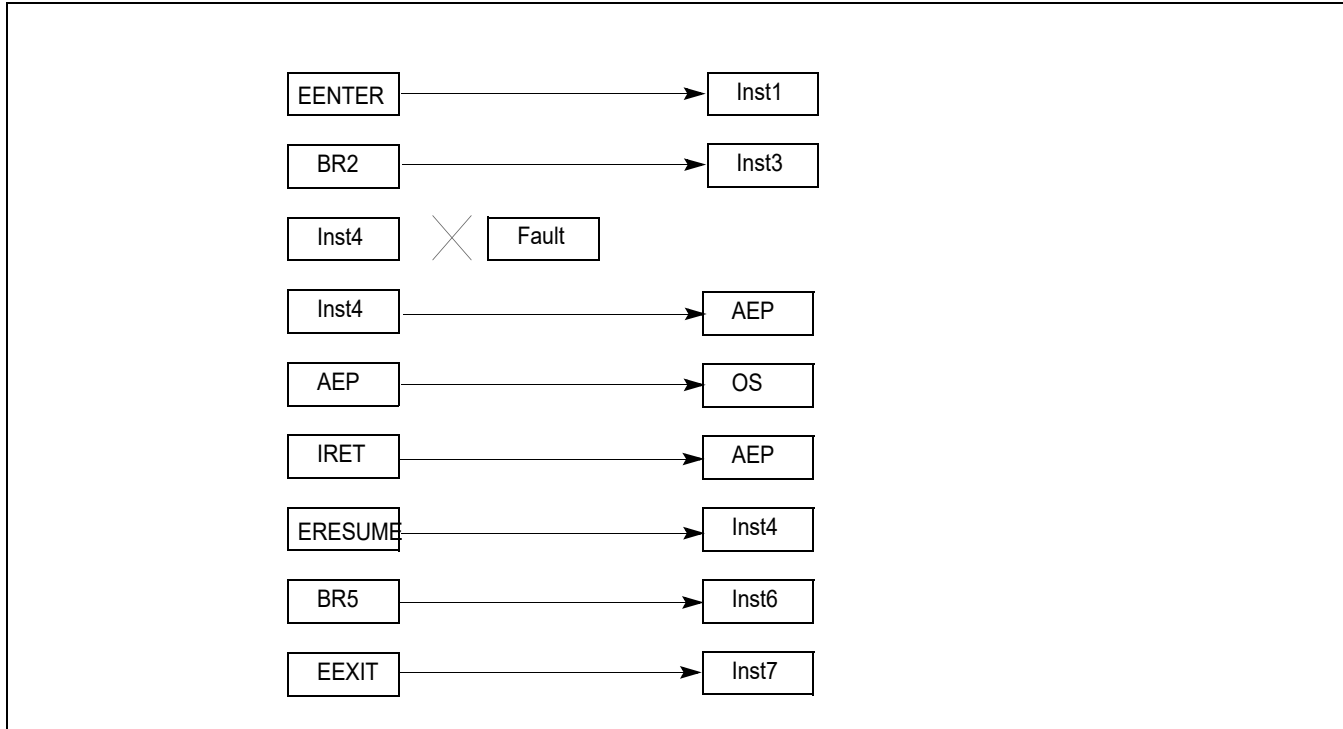 EENTER Inst1
BR2 Inst3
Inst4 Fault
Inst4 AEP
AEP OS
IRET AEP
ERESUME Inst4
BR5 Inst6
EEXIT Inst7